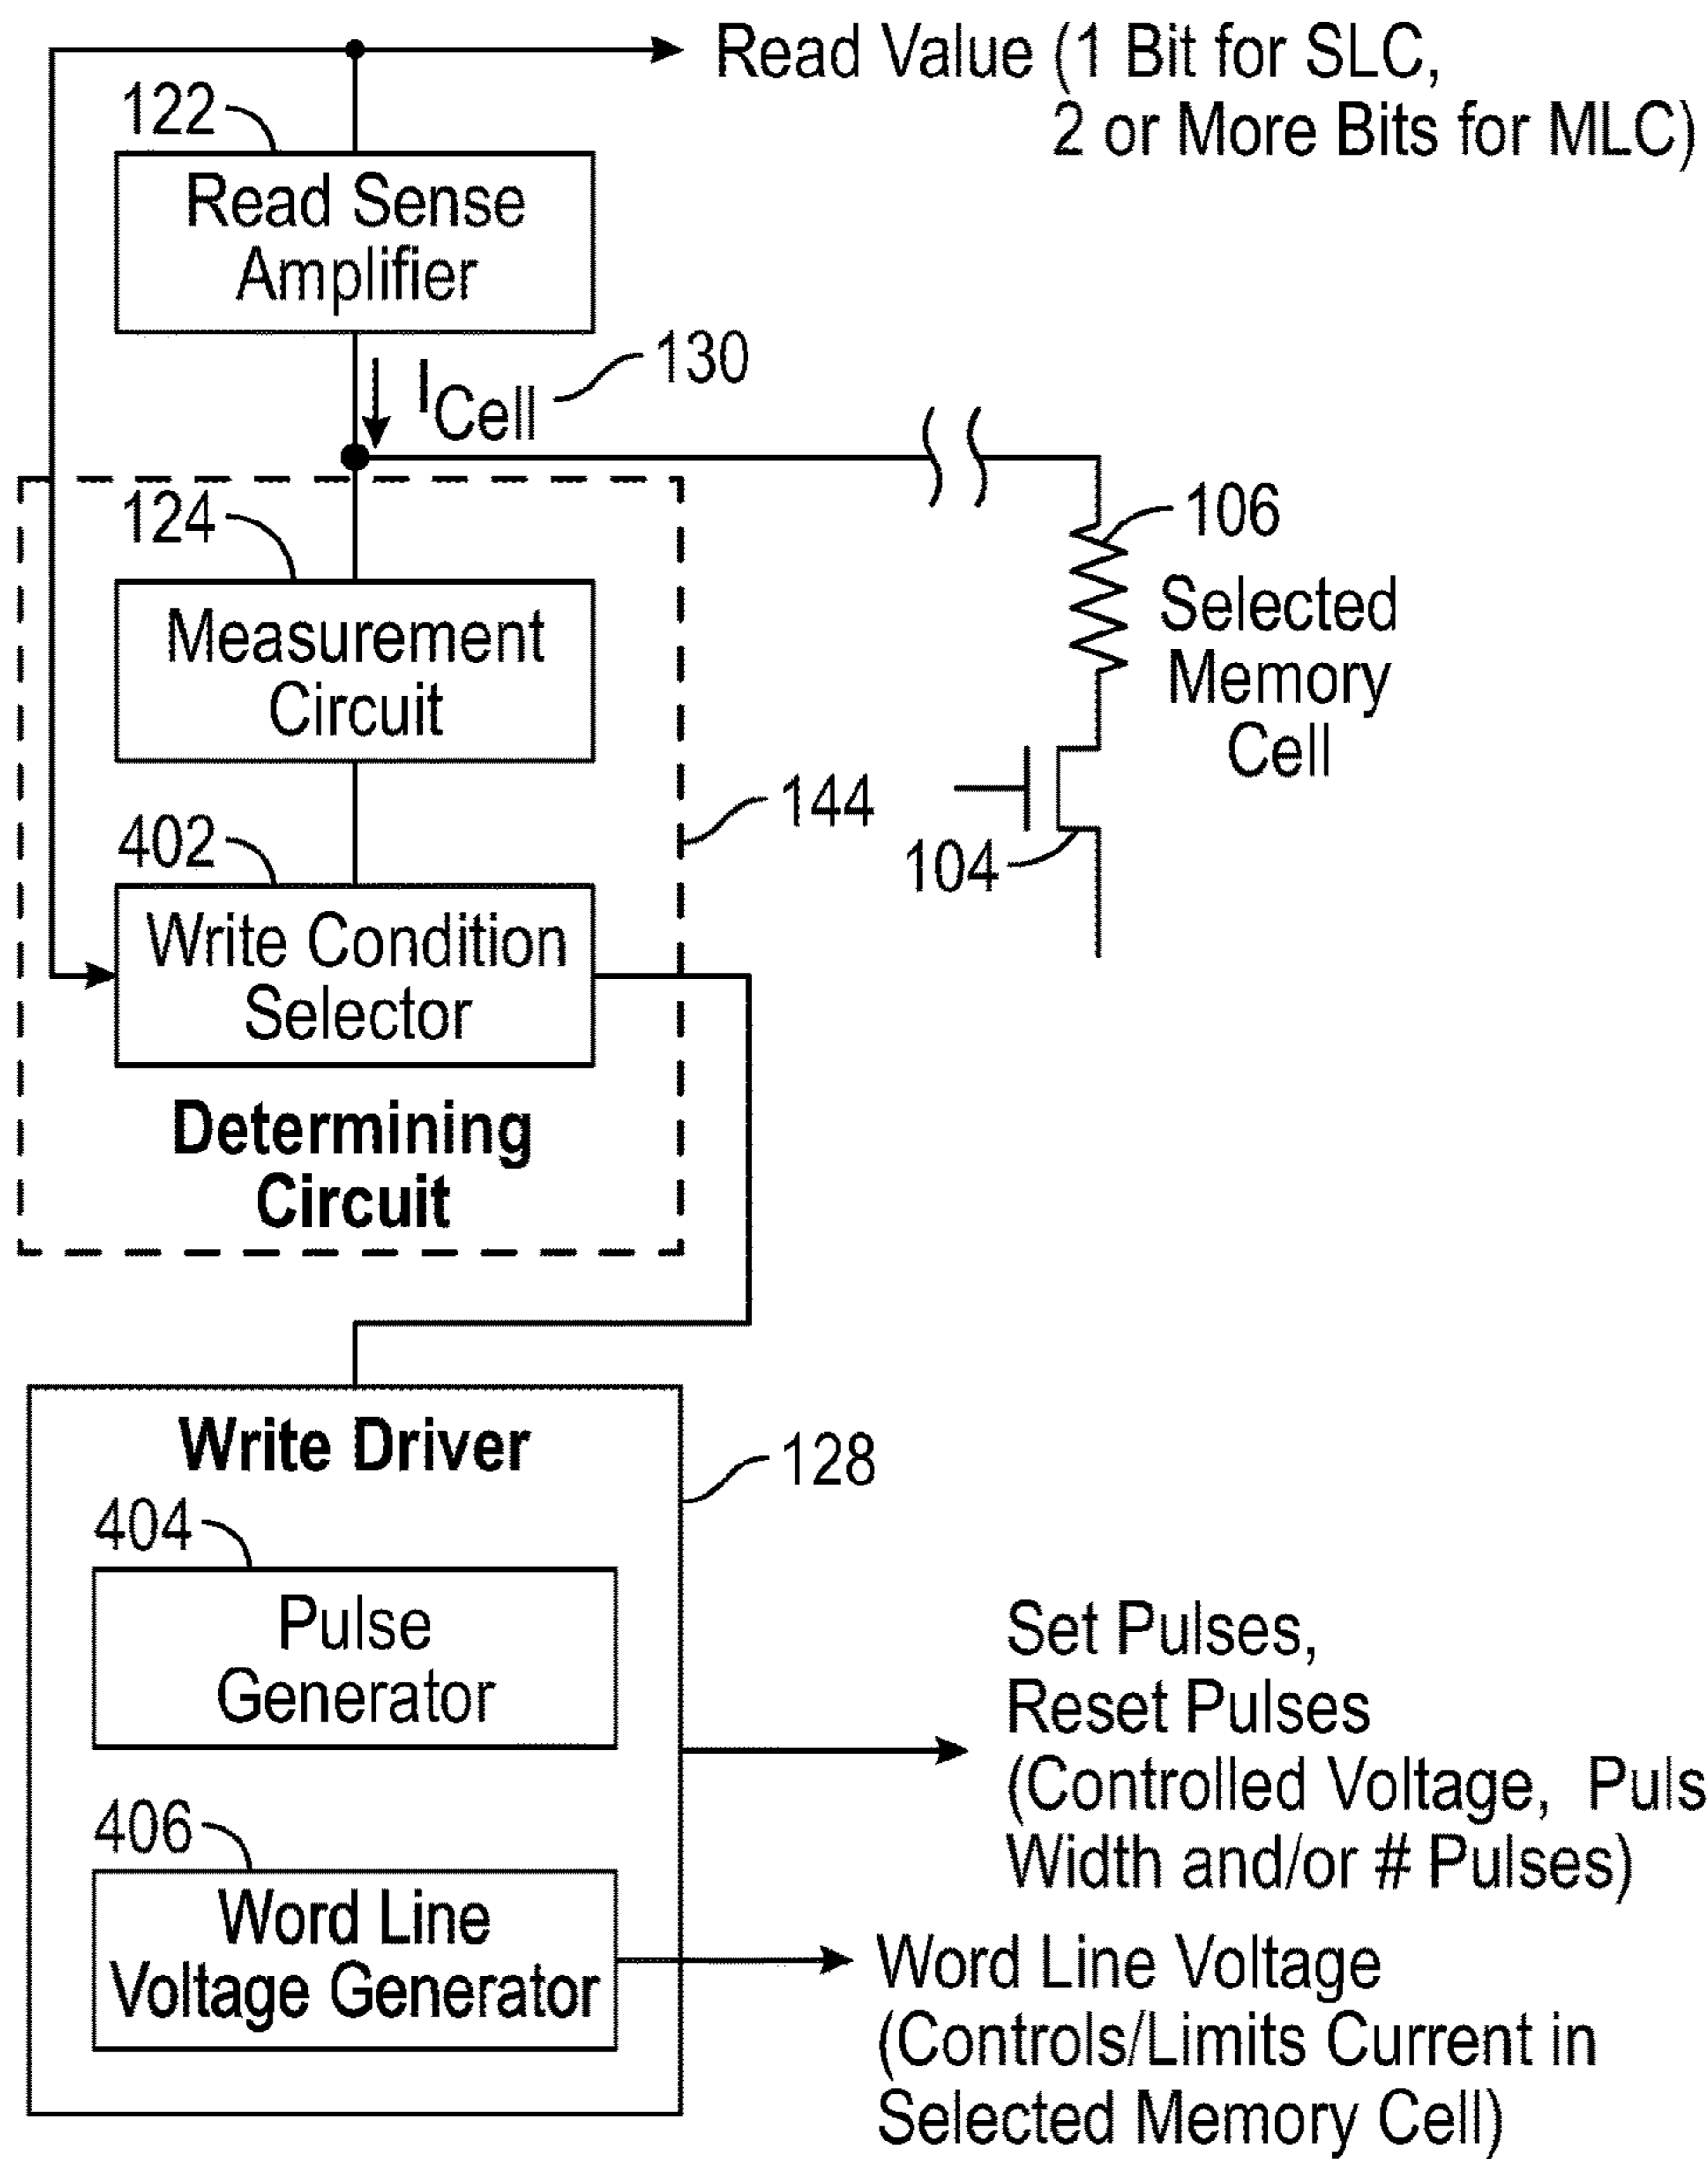 Read Value (1 Bit for SLC,
2 or More Bits for MLC)
122
Read Sense
Amplifier
130
ICell
124
106
Measurement
Circuit
Selected
Memory
Cell
144
402
104
Write Condition
Selector
Determining
Circuit
Write Driver
128
404
Pulse
Generator
Set Pulses,
Reset Pulses
(Controlled Voltage, Puls
Width and/or # Pulses)
406
Word Line
Voltage Generator
Word Line Voltage
(Controls/Limits Current in
Selected Memory Cell)